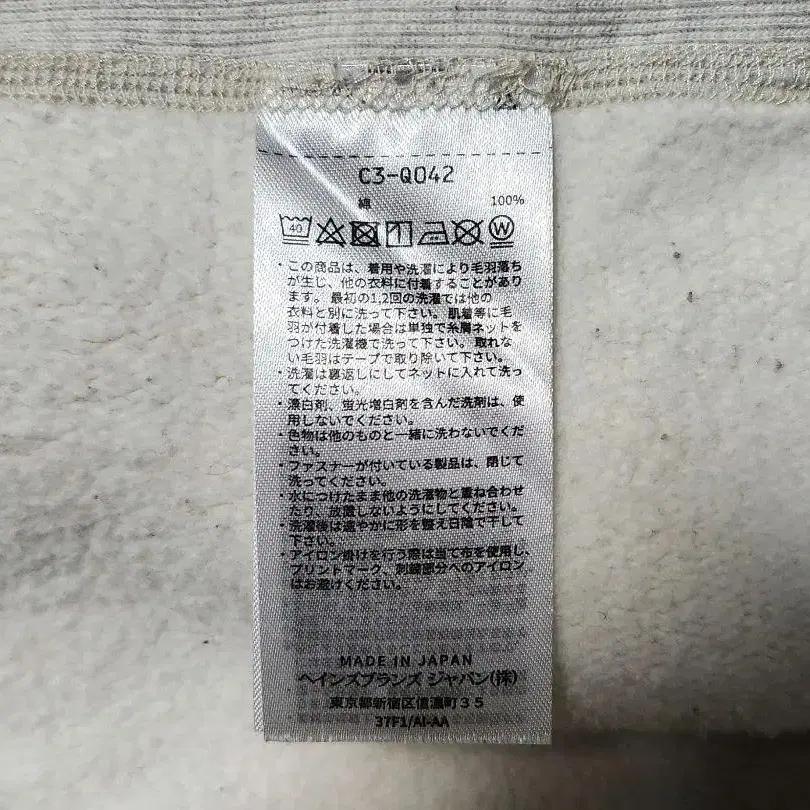 C3-Q042
綿 100%
40
W
・この商品は、着用や洗濯により毛羽落ち
が生じ、他の衣料に付着することがあり
ます。 最初の1,2回の洗濯では他の
衣料と別に洗って下さい。 肌着等に毛
羽が付着した場合は単独で糸屑ネットを
つけた洗濯機で洗って下さい。 取れな
い毛羽はテープで取り除いて下さい。
・洗濯は裏返しにしてネットに入れて洗っ
てください。
・漂白剤、蛍光増白剤を含んだ洗剤は、使
用しないでください。
・色物は他のものと一緒に洗わないでくだ
さい。
・ファスナーが付いている製品は、閉じて
洗ってください。
・水につけたまま他の洗濯物と重ね合わせ
たり、放置しないようにしてください。
・洗濯後は速やかに形を整え日陰で干して
下さい。
・アイロン掛けを行う際は当て布を使用し、
プリントマーク、刺繍部分へのアイロン
はお避けください。
MADE IN JAPAN
ヘインズブランズ ジャパン(株)
東京都新宿区信濃町35
37F1/AI-AA